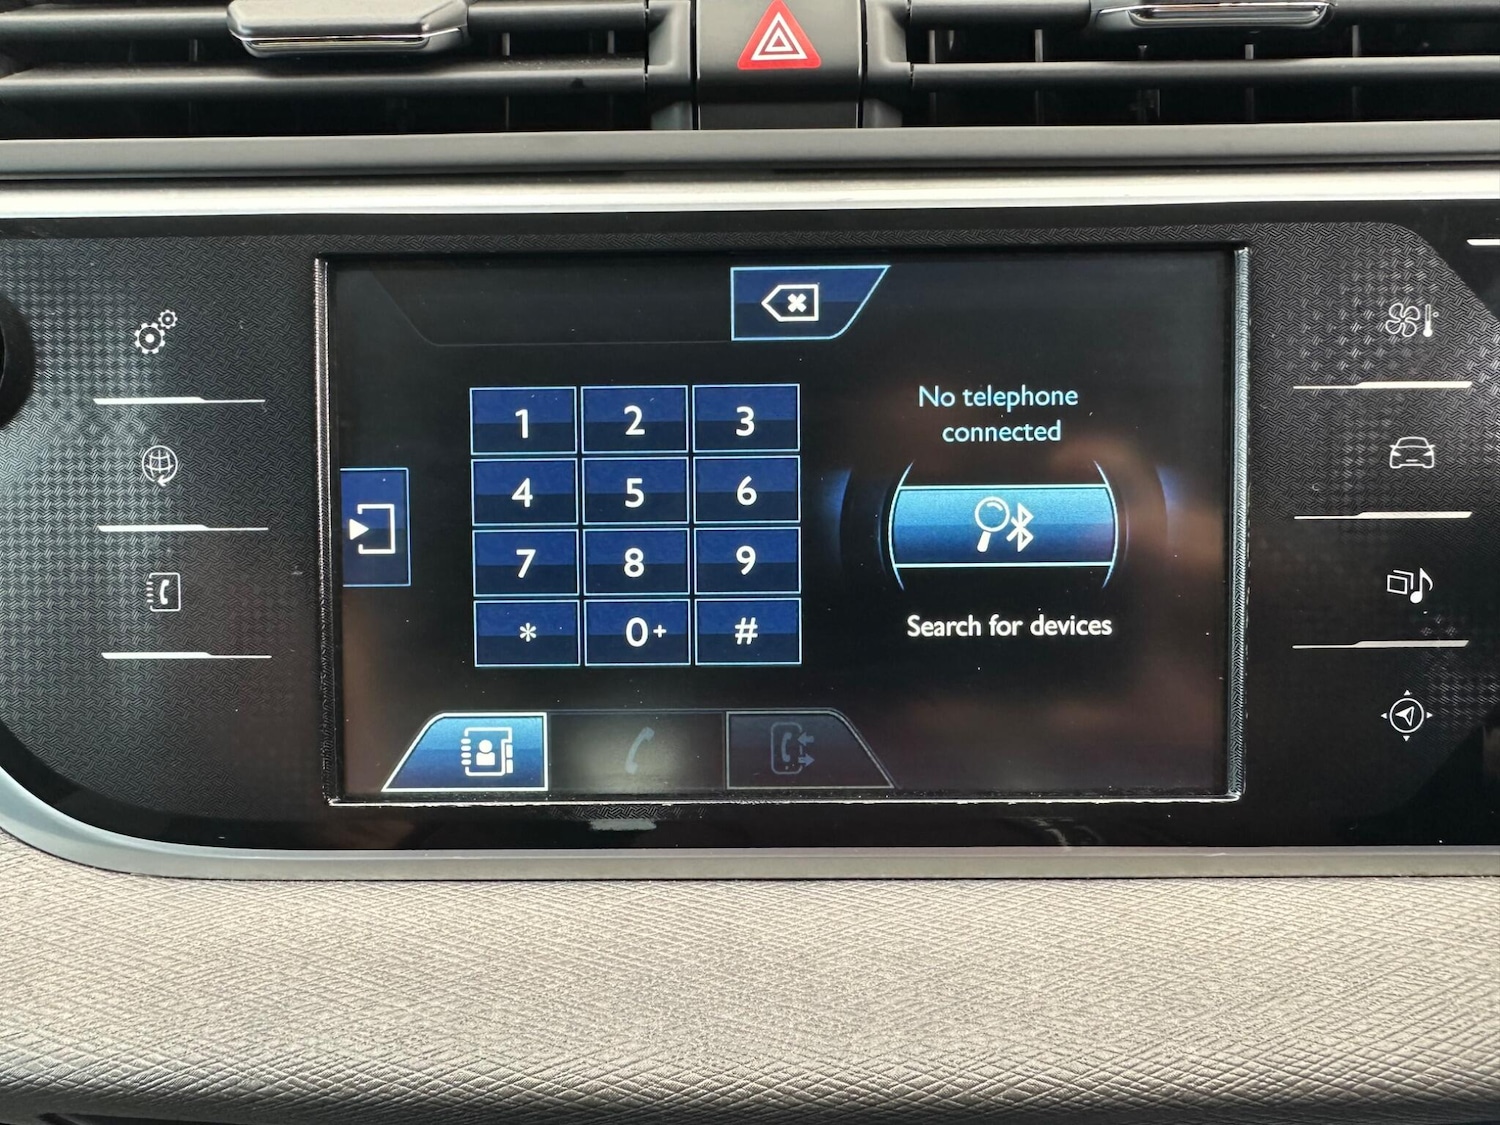 1 2 3
4 5 6
7 8 9
* 0+ #
No telephone
connected
Search for devices